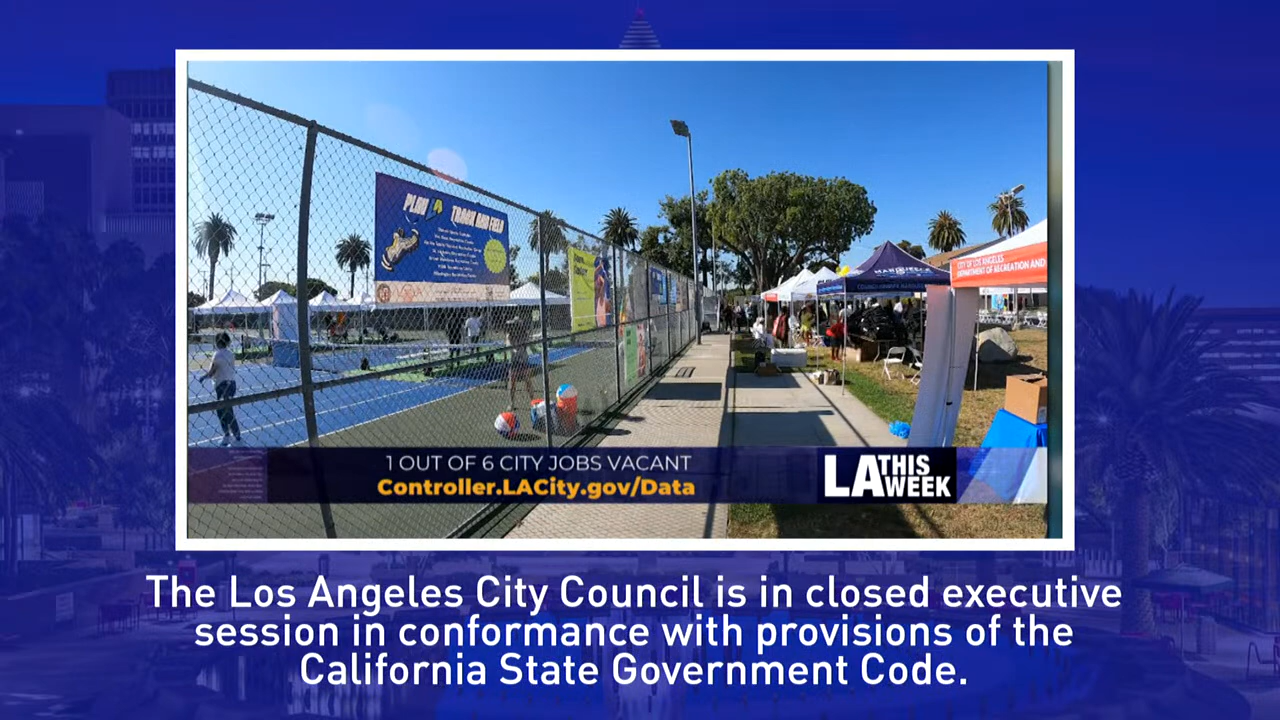 PLAY LA TRACK AND FIELD
CITY OF LOS ANGELES
DEPARTMENT OF RECREATION AND
1 OUT OF 6 CITY JOBS VACANT
Controller.LACity.gov/Data
LA THIS WEEK
The Los Angeles City Council is in closed executive
session in conformance with provisions of the
California State Government Code.